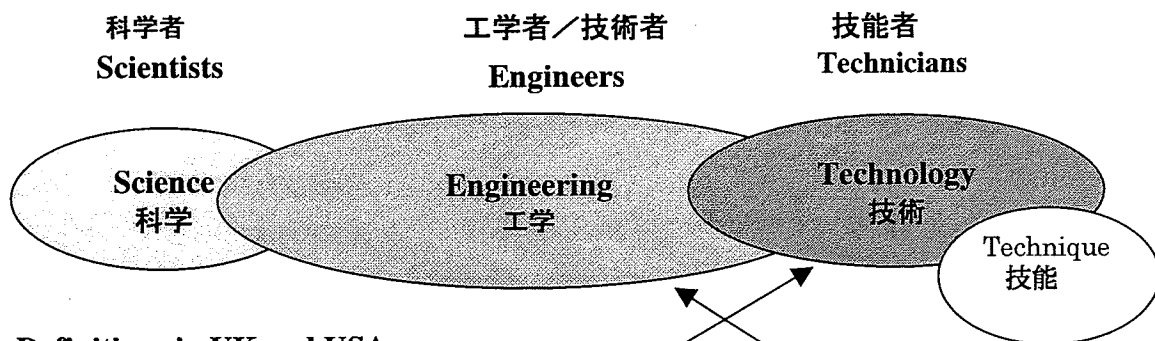 科学者
Scientists
工学者／技術者
Engineers
技能者
Technicians
Science
科学
Engineering
工学
Technology
技術
Technique
技能